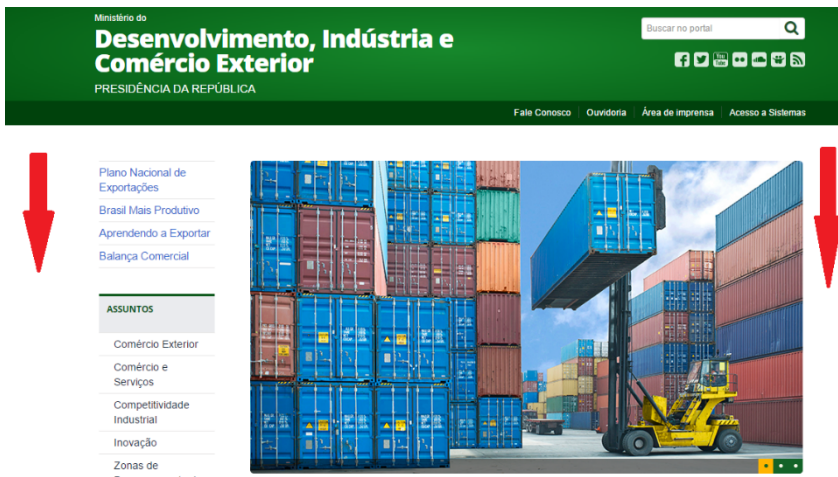 Ministério do
Desenvolvimento, Indústria e
Comércio Exterior
PRESIDÊNCIA DA REPÚBLICA
Buscar no portal
You
Tube
Fale Conosco
Ouvidoria
Área de imprensa
Acesso a Sistemas
Plano Nacional de
Exportações
Brasil Mais Produtivo
Aprendendo a Exportar
Balança Comercial
ASSUNTOS
Comércio Exterior
Comércio e
Serviços
Competitividade
Industrial
Inovação
Zonas de